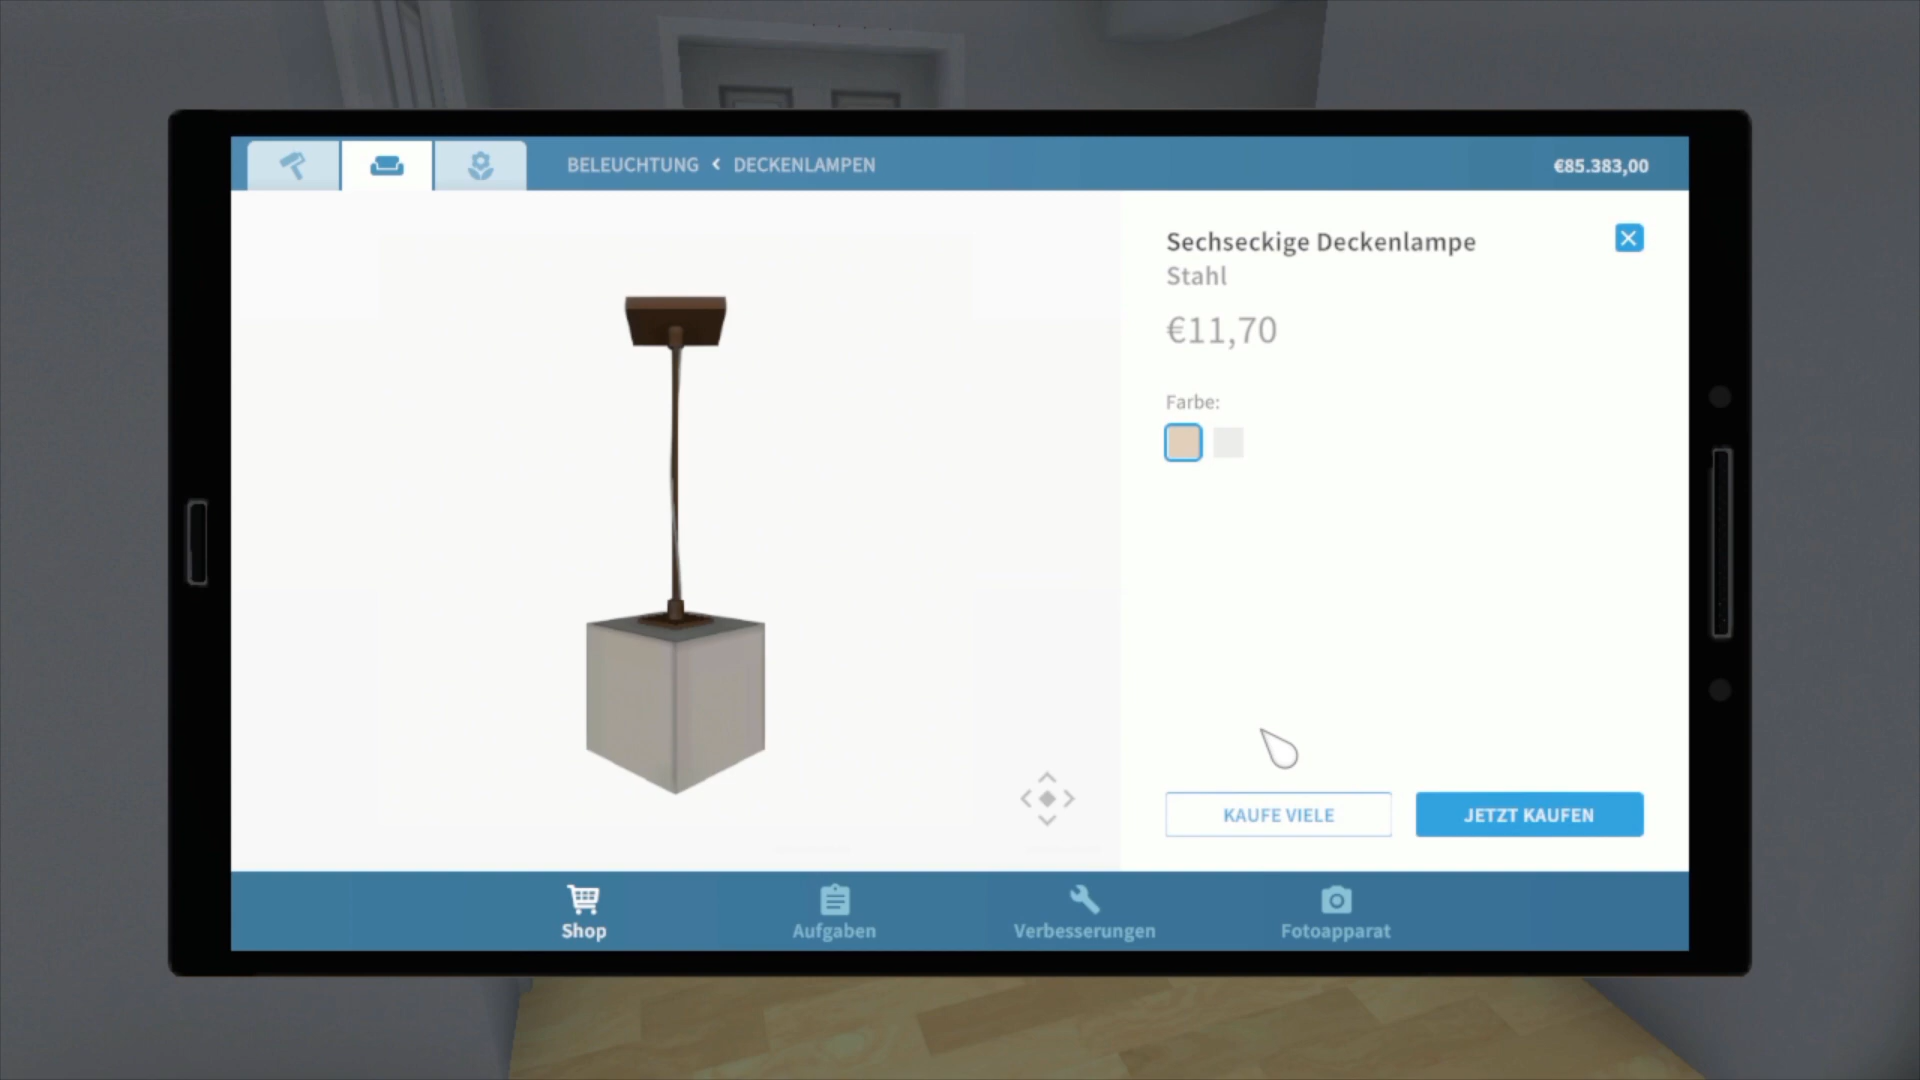 BELEUCHTUNG < DECKENLAMPEN
€85.383,00
Sechseckige Deckenlampe
Stahl
€11,70
Farbe:
KAUFE VIELE
JETZT KAUFEN
Shop
Aufgaben
Verbesserungen
Fotoapparat